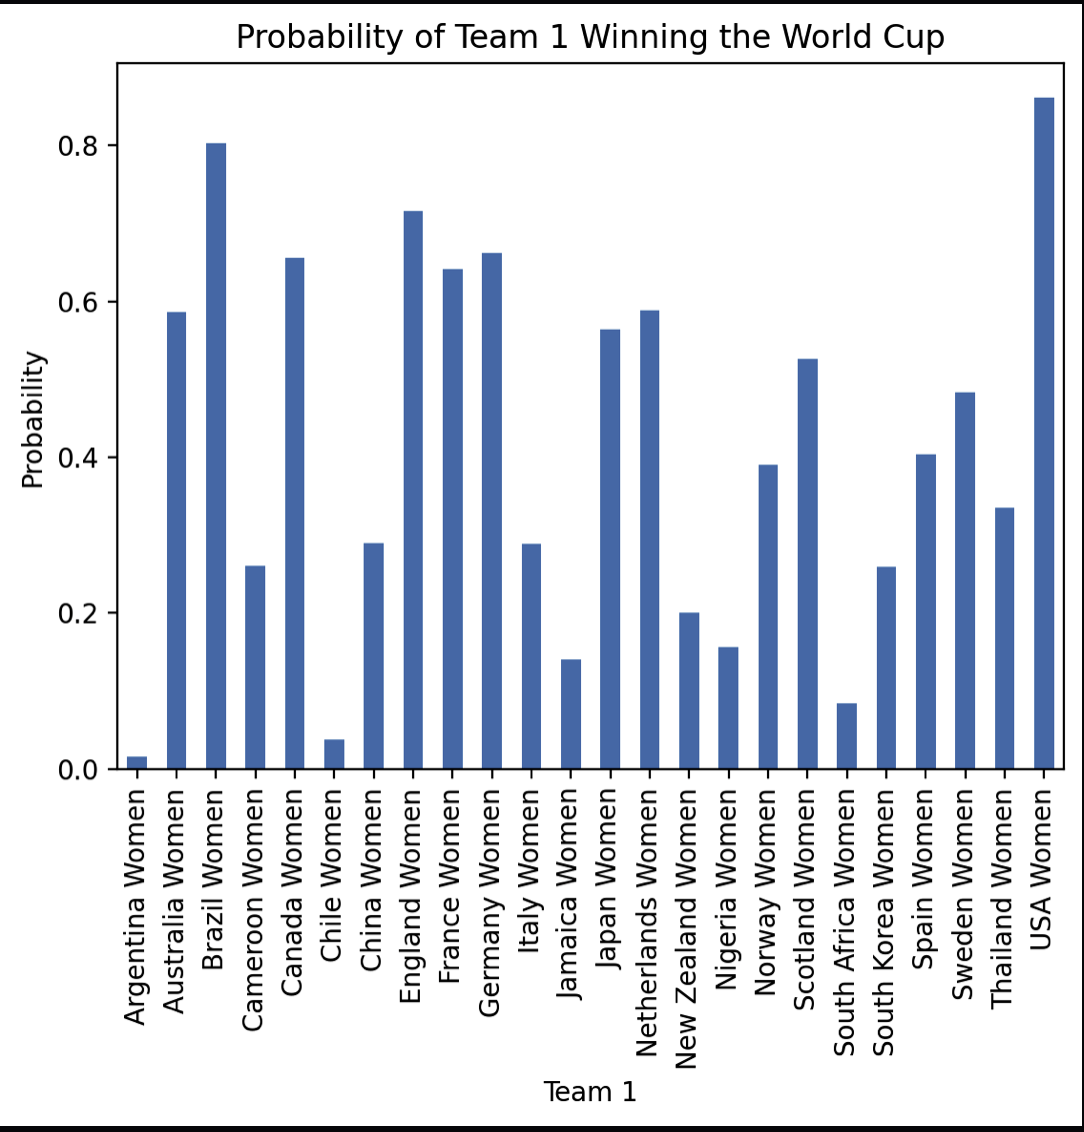 Probability of Team 1 Winning the World Cup
Probability
0.8
0.6
0.4
0.2
0.0
Argentina Women
Australia Women
Brazil Women
Cameroon Women
Canada Women
Chile Women
China Women
England Women
France Women
Germany Women
Italy Women
Jamaica Women
Japan Women
Netherlands Women
New Zealand Women
Nigeria Women
Norway Women
Scotland Women
South Africa Women
South Korea Women
Spain Women
Sweden Women
Thailand Women
USA Women
Team 1